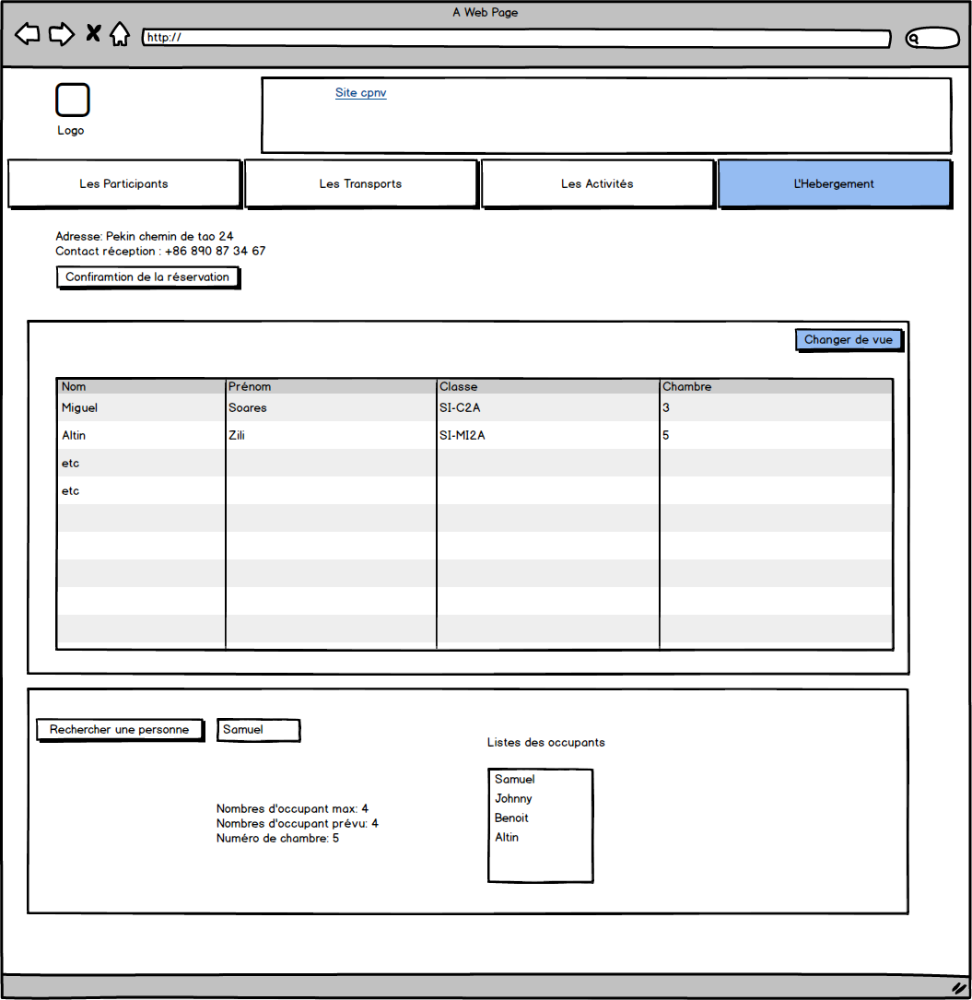 A Web Page
http://
Site cpnv
Logo
Les Participants
Les Transports
Les Activités
L'Hebergement
Adresse: Pekin chemin de tao 24
Contact réception : +86 890 87 34 67
Confiramtion de la réservation
Changer de vue
Nom Prénom Classe Chambre
Miguel Soares SI-C2A 3
Altin Zili SI-MI2A 5
etc
etc
Rechercher une personne
Samuel
Listes des occupants
Samuel
Johnny
Benoit
Altin
Nombres d'occupant max: 4
Nombres d'occupant prévu: 4
Numéro de chambre: 5